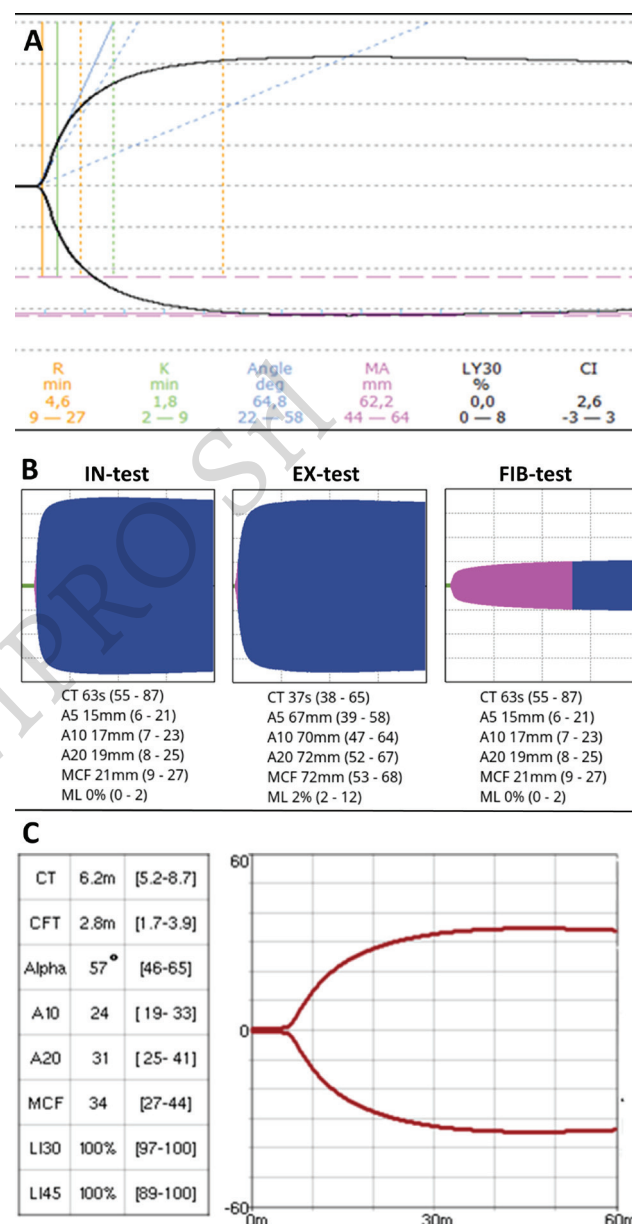 A
R K Angle MA LY30 CI
min min deg mm %
4,6 1,8 64,8 62,2 0,0 2,6
9 — 27 2 — 9 22 — 58 44 — 64 0 — 8 -3 — 3
B
IN-test EX-test FIB-test
CT 63s (55 - 87) CT 37s (38 - 65) CT 63s (55 - 87)
A5 15mm (6 - 21) A5 67mm (39 - 58) A5 15mm (6 - 21)
A10 17mm (7 - 23) A10 70mm (47 - 64) A10 17mm (7 - 23)
A20 19mm (8 - 25) A20 72mm (52 - 67) A20 19mm (8 - 25)
MCF 21mm (9 - 27) MCF 72mm (53 - 68) MCF 21mm (9 - 27)
ML 0% (0 - 2) ML 2% (2 - 12) ML 0% (0 - 2)
C
CT 6.2m [5.2-8.7]
CFT 2.8m [1.7-3.9]
Alpha 57° [46-65]
A10 24 [19- 33]
A20 31 [25- 41]
MCF 34 [27-44]
LI30 100% [97-100]
LI45 100% [89-100]
60
0
-60
0m 30m 60m
PRO Srl